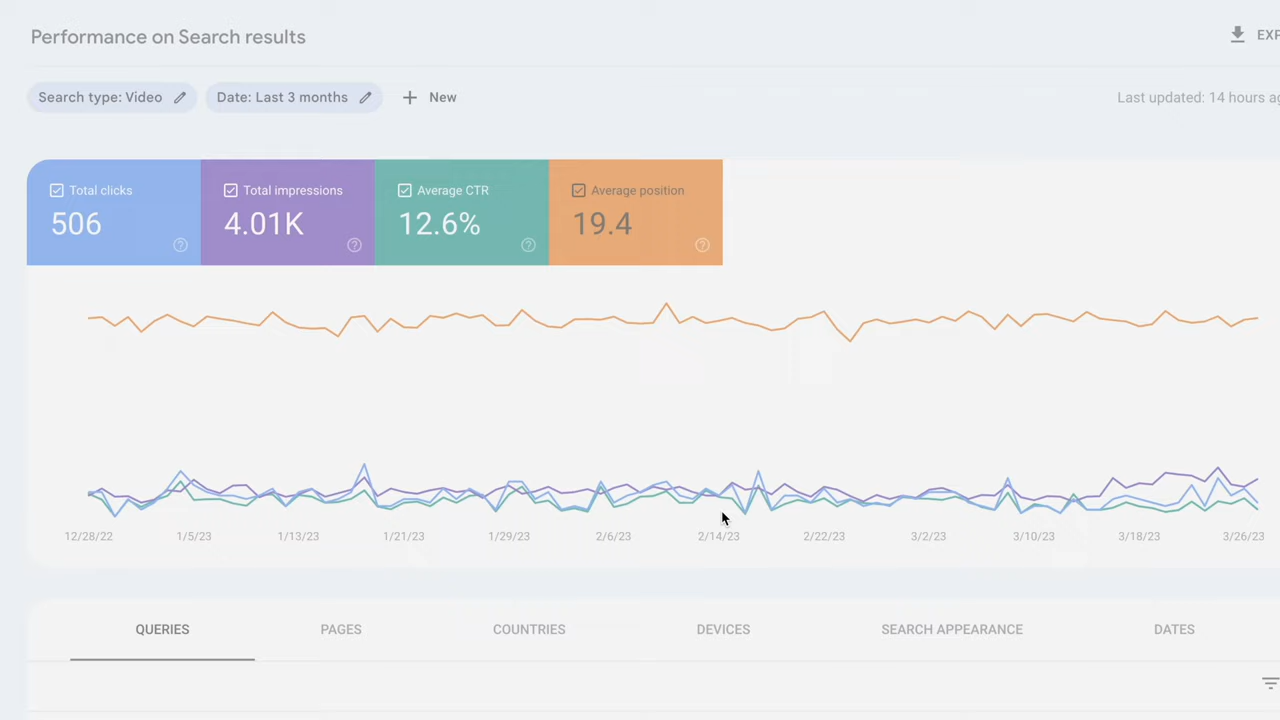 Performance on Search results
EXP
Search type: Video
Date: Last 3 months
New
Last updated: 14 hours ag
Total clicks
506
Total impressions
4.01K
Average CTR
12.6%
Average position
19.4
12/28/22 1/5/23 1/13/23 1/21/23 1/29/23 2/6/23 2/14/23 2/22/23 3/2/23 3/10/23 3/18/23 3/26/23
QUERIES PAGES COUNTRIES DEVICES SEARCH APPEARANCE DATES